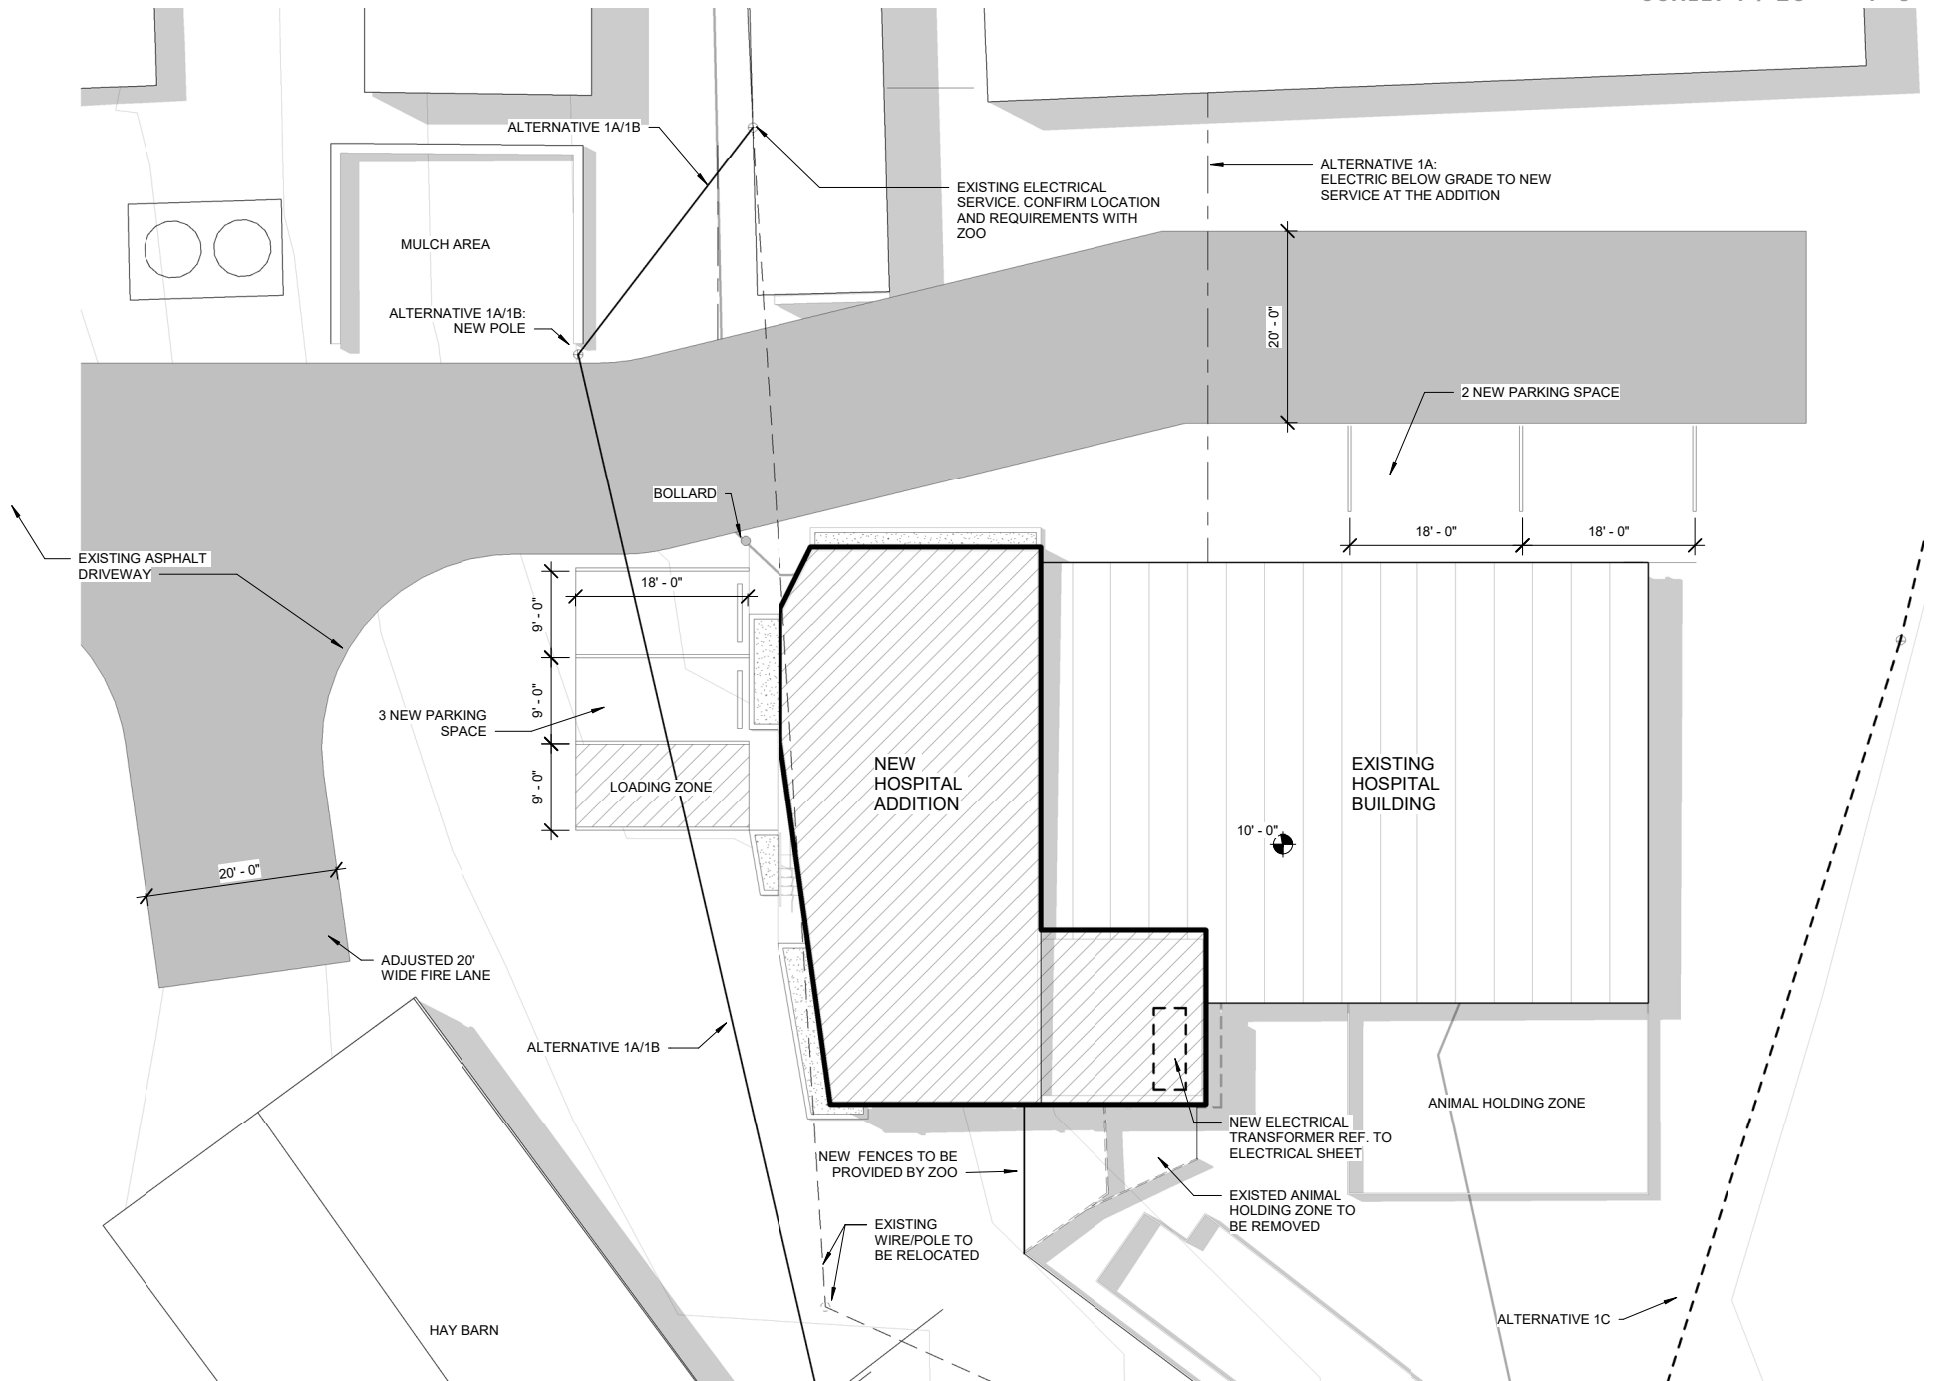 ALTERNATIVE 1A/1B
EXISTING ELECTRICAL
SERVICE. CONFIRM LOCATION
AND REQUIREMENTS WITH
ZOO
ALTERNATIVE 1A:
ELECTRIC BELOW GRADE TO NEW
SERVICE AT THE ADDITION
MULCH AREA
ALTERNATIVE 1A/1B:
NEW POLE
20' - 0"
2 NEW PARKING SPACE
BOLLARD
18' - 0"
18' - 0"
EXISTING ASPHALT
DRIVEWAY
18' - 0"
9' - 0"
9' - 0"
9' - 0"
3 NEW PARKING
SPACE
LOADING ZONE
NEW
HOSPITAL
ADDITION
EXISTING
HOSPITAL
BUILDING
10' - 0"
20' - 0"
ADJUSTED 20'
WIDE FIRE LANE
ALTERNATIVE 1A/1B
ANIMAL HOLDING ZONE
NEW ELECTRICAL
TRANSFORMER REF. TO
ELECTRICAL SHEET
NEW FENCES TO BE
PROVIDED BY ZOO
EXISTED ANIMAL
HOLDING ZONE TO
BE REMOVED
EXISTING
WIRE/POLE TO
BE RELOCATED
ALTERNATIVE 1C
HAY BARN